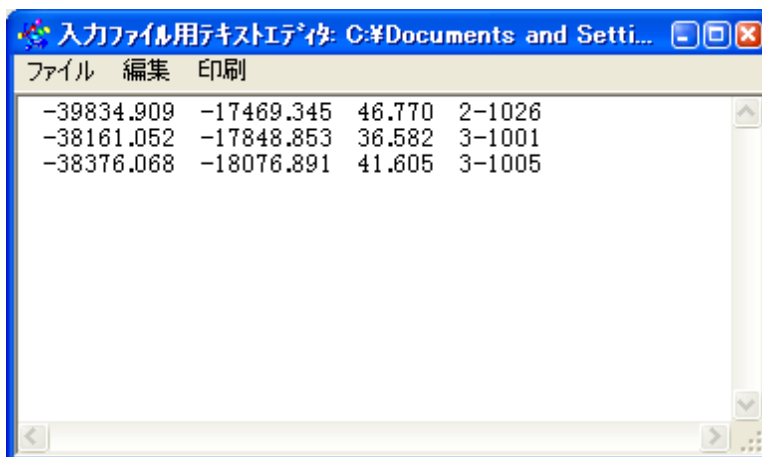 入力ファイル用テキストエディタ: C:¥Documents and Setti...
ファイル 編集 印刷
-39834.909 -17469.345 46.770 2-1026
-38161.052 -17848.853 36.582 3-1001
-38376.068 -18076.891 41.605 3-1005